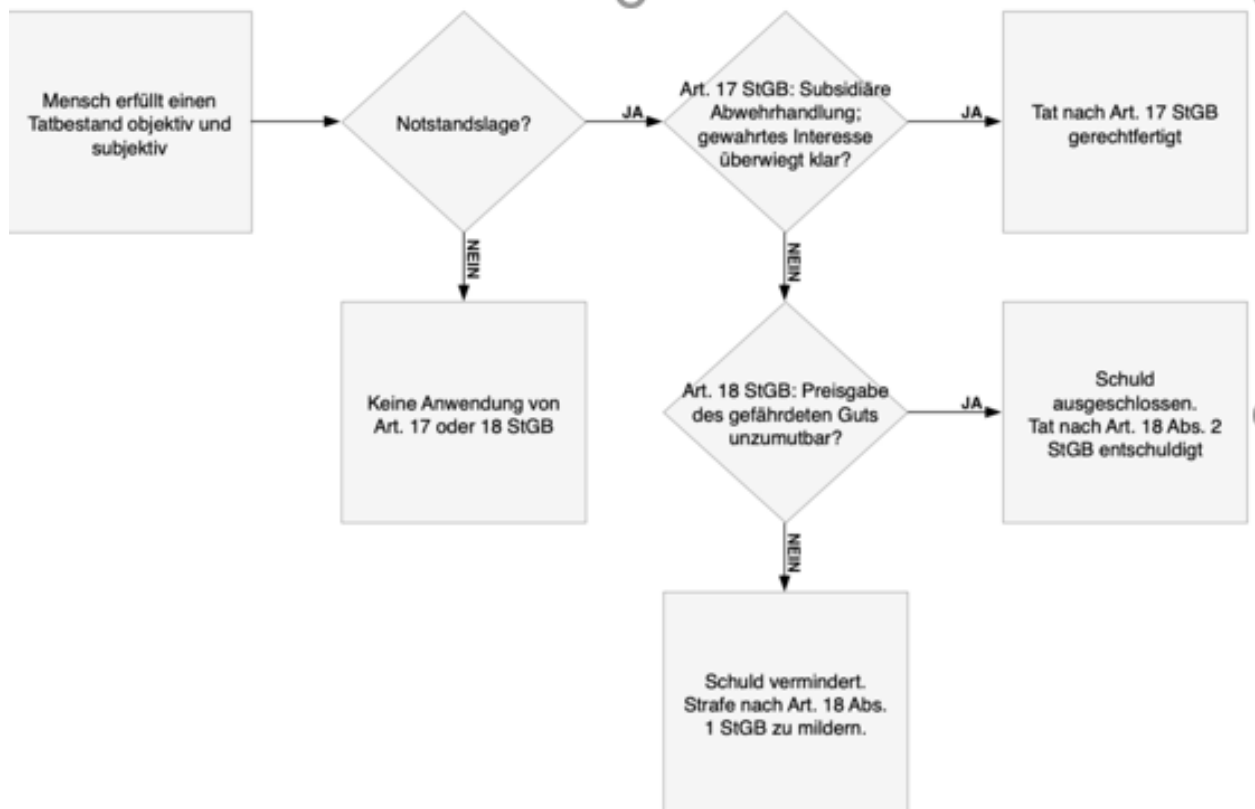 Mensch erfüllt einen
Tatbestand objektiv und
subjektiv
Notstandslage?
JA
Art. 17 StGB: Subsidiäre
Abwehrhandlung;
gewahrtes Interesse
überwiegt klar?
JA
Tat nach Art. 17 StGB
gerechtfertigt
NEIN
NEIN
Keine Anwendung von
Art. 17 oder 18 StGB
Art. 18 StGB: Preisgabe
des gefährdeten Guts
unzumutbar?
JA
Schuld
ausgeschlossen.
Tat nach Art. 18 Abs. 2
StGB entschuldigt
NEIN
Schuld vermindert.
Strafe nach Art. 18 Abs.
1 StGB zu mildern.